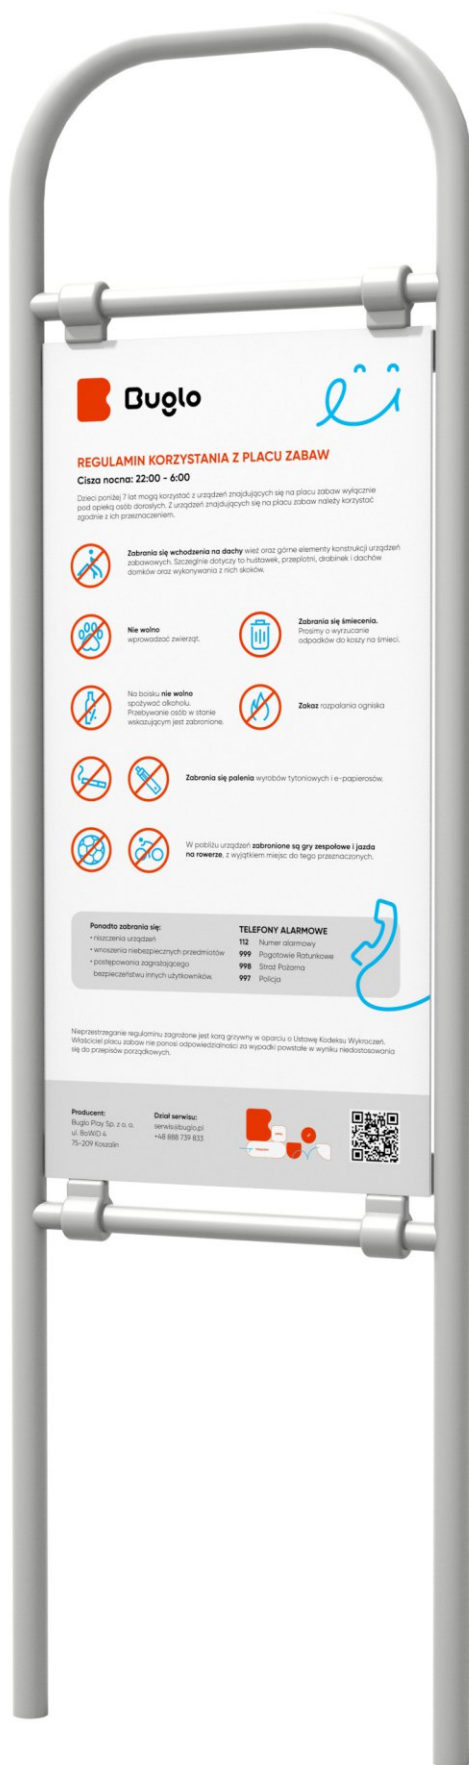 Buglo
REGULAMIN KORZYSTANIA Z PLACU ZABAW
Cisza nocna: 22:00 - 6:00
Dzieci poniżej 7 lat mogą korzystać z urządzeń znajdujących się na placu zabaw wyłącznie
pod opieką osób dorosłych. Z urządzeń znajdujących się na placu zabaw należy korzystać
zgodnie z ich przeznaczeniem.
Zabrania się wchodzenia na dachy wież oraz górne elementy konstrukcji urządzeń
zabawowych. Szczególnie dotyczy to huśtawek, przeplotni, drabinek i dachów
domków oraz wykonywania z nich skoków.
Nie wolno
wprowadzać zwierząt.
Zabrania się śmiecenia.
Prosimy o wyrzucanie
odpadków do koszy na śmieci.
Na boisku nie wolno
spożywać alkoholu.
Przebywanie osób w stanie
wskazującym jest zabronione.
Zakaz rozpalania ogniska
Zabrania się palenia wyrobów tytoniowych i e-papierosów.
W pobliżu urządzeń zabronione są gry zespołowe i jazda
na rowerze, z wyjątkiem miejsc do tego przeznaczonych.
Ponadto zabrania się:
• niszczenia urządzeń
• wnoszenia niebezpiecznych przedmiotów
• postępowania zagrażającego
bezpieczeństwu innych użytkowników.
TELEFONY ALARMOWE
112 Numer alarmowy
999 Pogotowie Ratunkowe
998 Straż Pożarna
997 Policja
Nieprzestrzeganie regulaminu zagrożone jest karą grzywny w oparciu o Ustawę Kodeksu Wykroczeń.
Właściciel placu zabaw nie ponosi odpowiedzialności za wypadki powstałe w wyniku niedostosowania
się do przepisów porządkowych.
Producent:
Buglo Play Sp. z o. o.
ul. BoWiD 4
75-209 Koszalin
Dział serwisu:
serwis@buglo.pl
+48 888 739 833